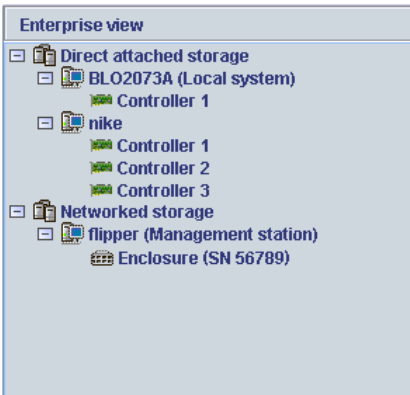 Enterprise view
Direct attached storage
BLO2073A (Local system)
Controller 1
nike
Controller 1
Controller 2
Controller 3
Networked storage
flipper (Management station)
Enclosure (SN 56789)